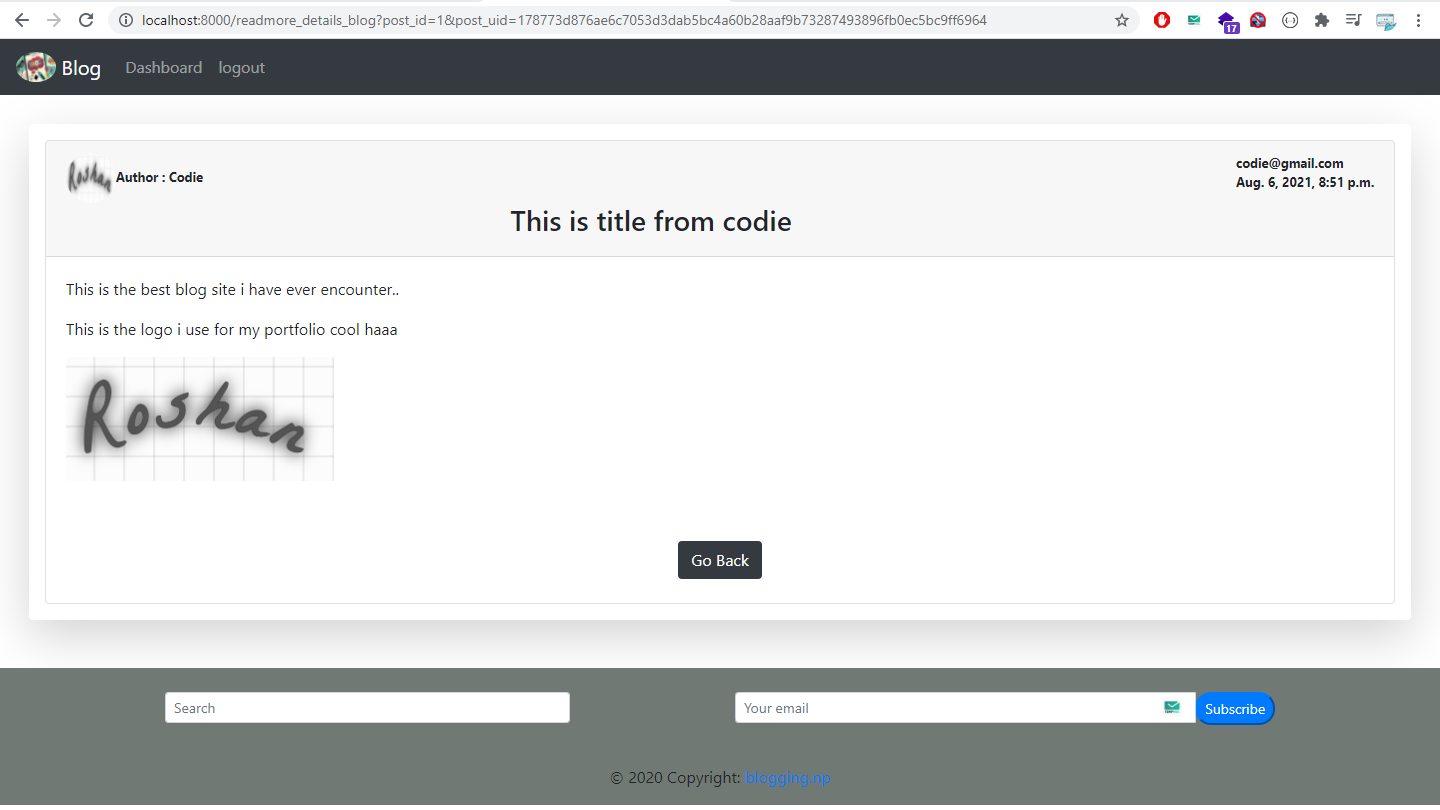 localhost:8000/readmore_details_blog?post_id=1&post_uid=178773d876ae6c7053d3dab5bc4a60b28aaf9b73287493896fb0ec5bc9ff6964
17
Blog Dashboard logout
Roshan Author : Codie
codie@gmail.com
Aug. 6, 2021, 8:51 p.m.
This is title from codie
This is the best blog site i have ever encounter..
This is the logo i use for my portfolio cool haaa
Roshan
Go Back
Search Your email Subscribe
© 2020 Copyright: blogging.np